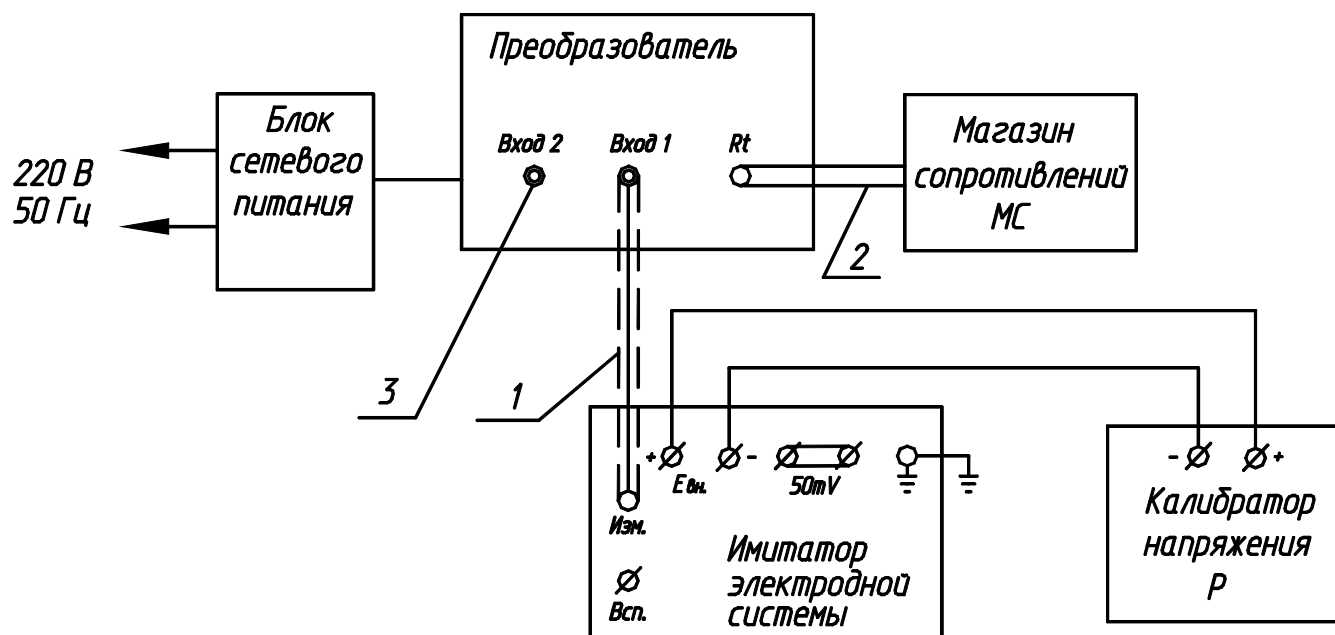 Преобразователь
Блок
сетевого
питания
220 В
50 Гц
Вход 2
Вход 1
Rt
Магазин
сопротивлений
МС
2
3
1
+
-
Е вн.
50mV
-
+
Изм.
Всп.
Имитатор
электродной
системы
Калибратор
напряжения
Р